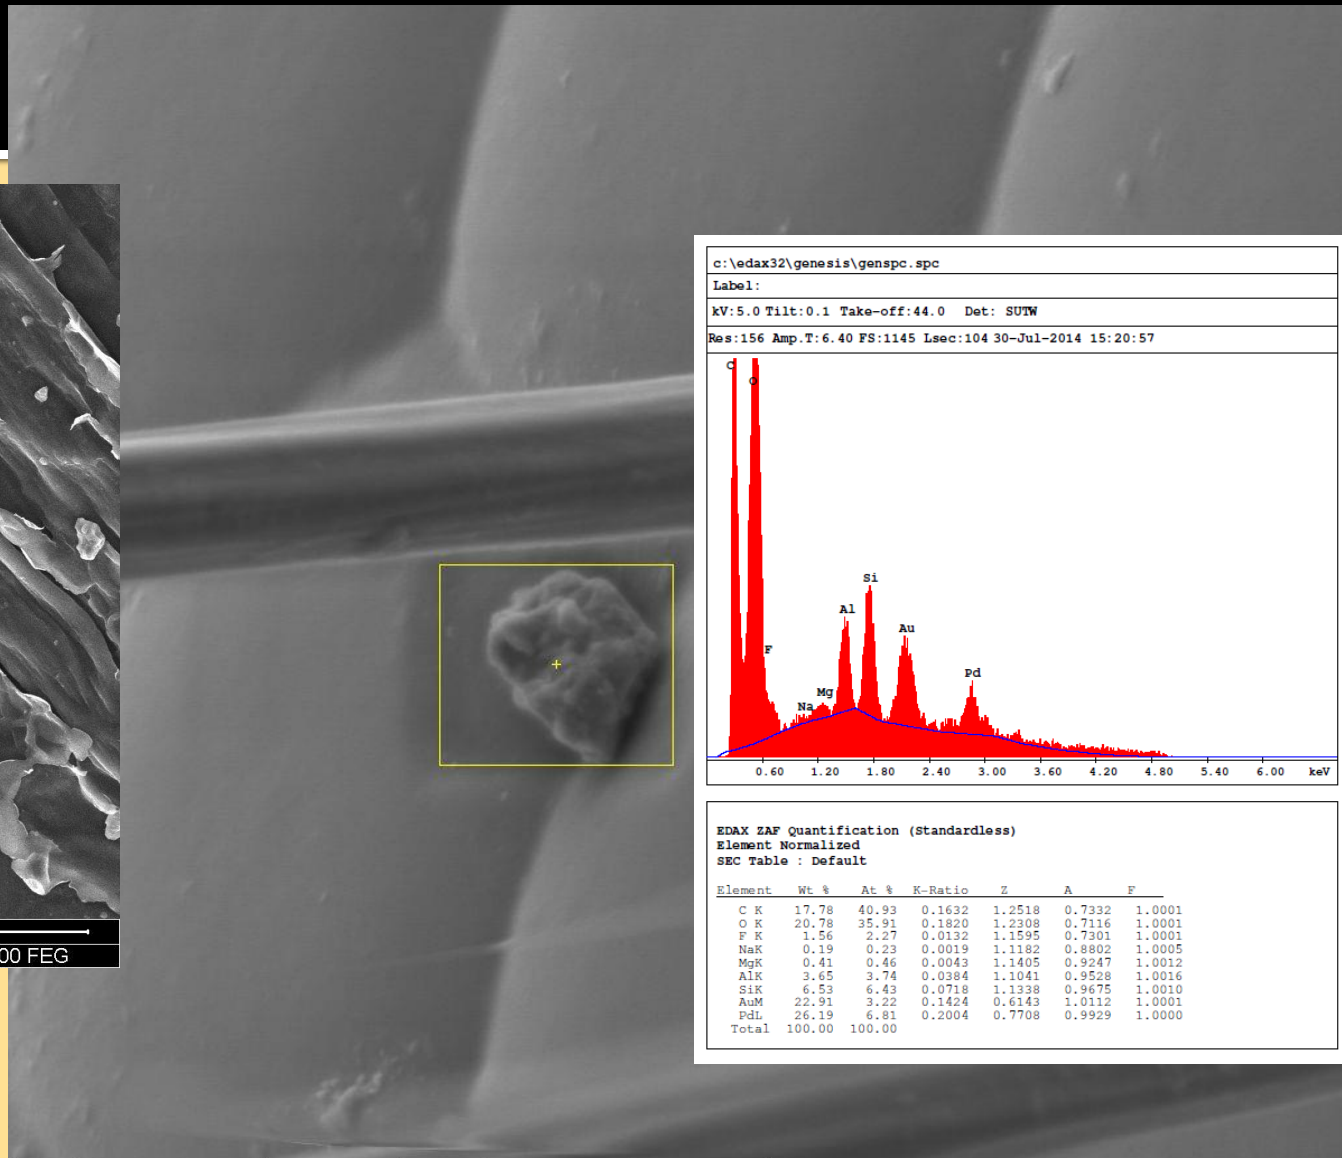 00 FEG
c:\edax32\genesis\genspc.spc
Label:
kV:5.0 Tilt:0.1 Take-off:44.0 Det: SUTW
Res:156 Amp.T:6.40 FS:1145 Lsec:104 30-Jul-2014 15:20:57
C
O
F
Na
Mg
Al
Si
Au
Pd
0.60 1.20 1.80 2.40 3.00 3.60 4.20 4.80 5.40 6.00 keV
EDAX ZAF Quantification (Standardless)
Element Normalized
SEC Table : Default
Element Wt % At % K-Ratio Z A F
C K 17.78 40.93 0.1632 1.2518 0.7332 1.0001
O K 20.78 35.91 0.1820 1.2308 0.7116 1.0001
F K 1.56 2.27 0.0132 1.1595 0.7301 1.0001
NaK 0.19 0.23 0.0019 1.1182 0.8802 1.0005
MgK 0.41 0.46 0.0043 1.1405 0.9247 1.0012
AlK 3.65 3.74 0.0384 1.1041 0.9528 1.0016
SiK 6.53 6.43 0.0718 1.1338 0.9675 1.0010
AuM 22.91 3.22 0.1424 0.6143 1.0112 1.0001
PdL 26.19 6.81 0.2004 0.7708 0.9929 1.0000
Total 100.00 100.00